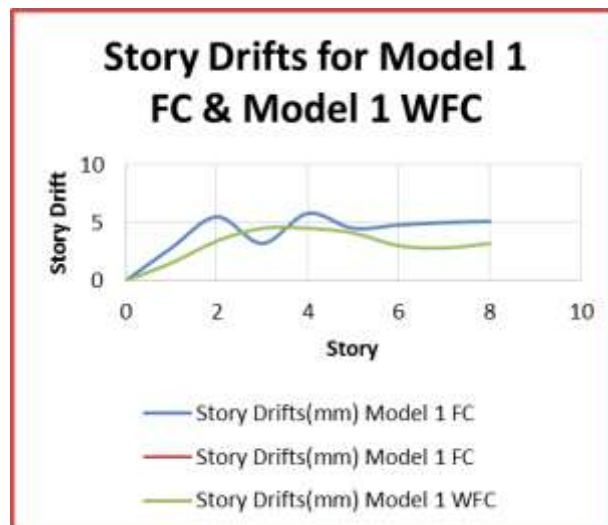 Story Drifts for Model 1
FC & Model 1 WFC
10
5
0
Story Drift
0 2 4 6 8 10
Story
Story Drifts(mm) Model 1 FC
Story Drifts(mm) Model 1 FC
Story Drifts(mm) Model 1 WFC